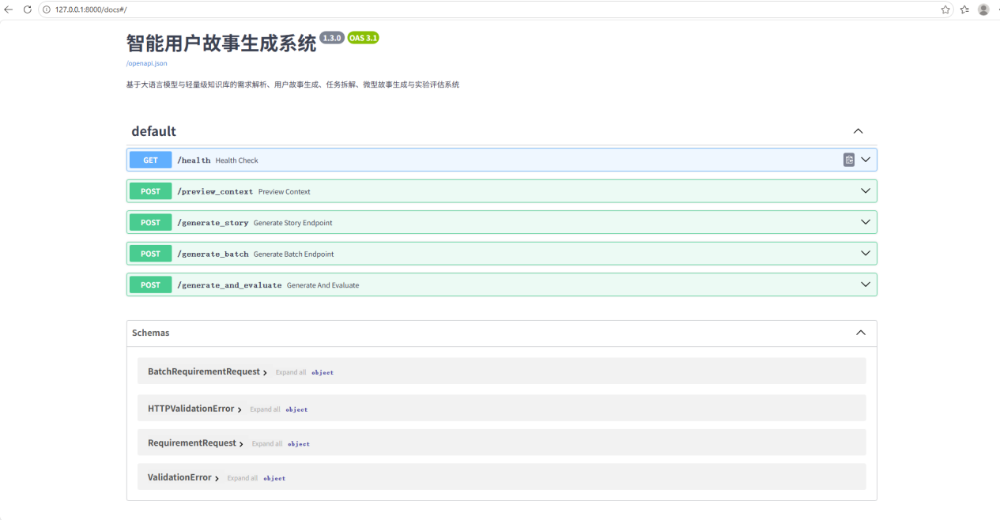 127.0.0.1:8000/docs#/
智能用户故事生成系统 1.3.0 OAS 3.1
/openapi.json
基于大语言模型与轻量级知识库的需求解析、用户故事生成、任务拆解、微型故事生成与实验评估系统
default
GET /health Health Check
POST /preview_context Preview Context
POST /generate_story Generate Story Endpoint
POST /generate_batch Generate Batch Endpoint
POST /generate_and_evaluate Generate And Evaluate
Schemas
BatchRequirementRequest Expand all object
HTTPValidationError Expand all object
RequirementRequest Expand all object
ValidationError Expand all object